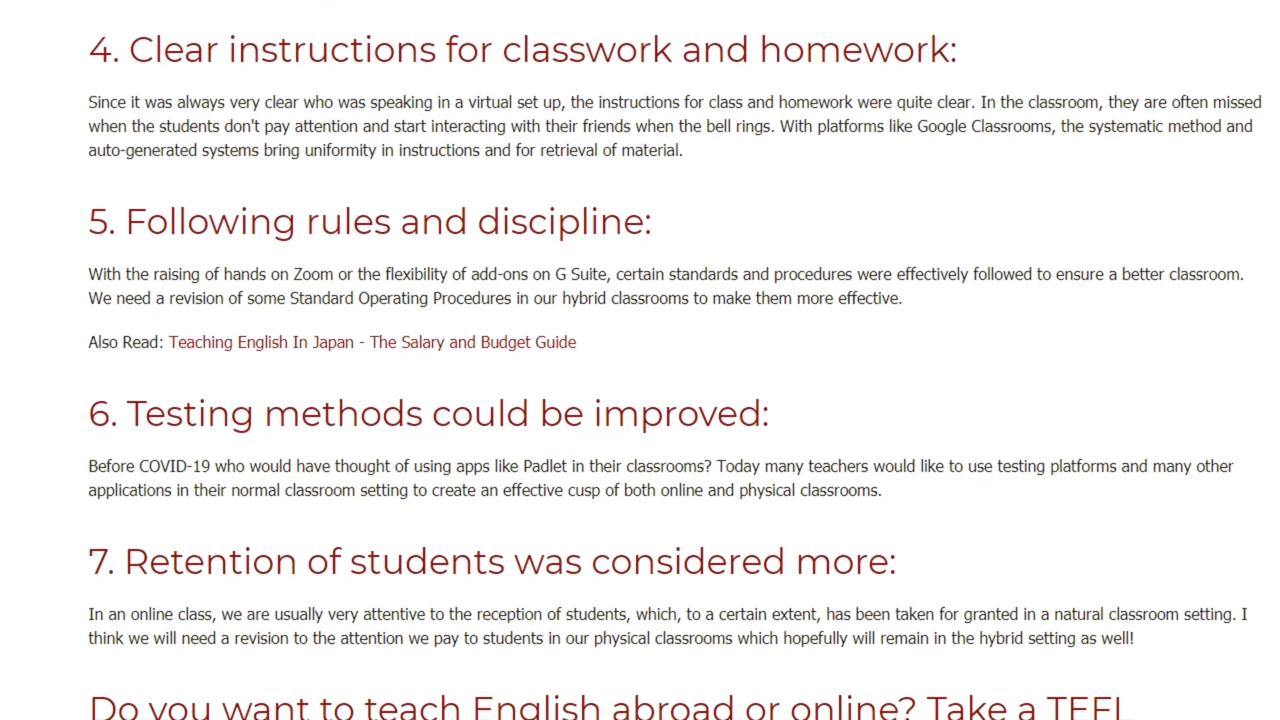 4. Clear instructions for classwork and homework:
Since it was always very clear who was speaking in a virtual set up, the instructions for class and homework were quite clear. In the classroom, they are often missed
when the students don't pay attention and start interacting with their friends when the bell rings. With platforms like Google Classrooms, the systematic method and
auto-generated systems bring uniformity in instructions and for retrieval of material.
5. Following rules and discipline:
With the raising of hands on Zoom or the flexibility of add-ons on G Suite, certain standards and procedures were effectively followed to ensure a better classroom.
We need a revision of some Standard Operating Procedures in our hybrid classrooms to make them more effective.
Also Read: Teaching English In Japan - The Salary and Budget Guide
6. Testing methods could be improved:
Before COVID-19 who would have thought of using apps like Padlet in their classrooms? Today many teachers would like to use testing platforms and many other
applications in their normal classroom setting to create an effective cusp of both online and physical classrooms.
7. Retention of students was considered more:
In an online class, we are usually very attentive to the reception of students, which, to a certain extent, has been taken for granted in a natural classroom setting. I
think we will need a revision to the attention we pay to students in our physical classrooms which hopefully will remain in the hybrid setting as well!
Do you want to teach English abroad or online? Take a TEFL